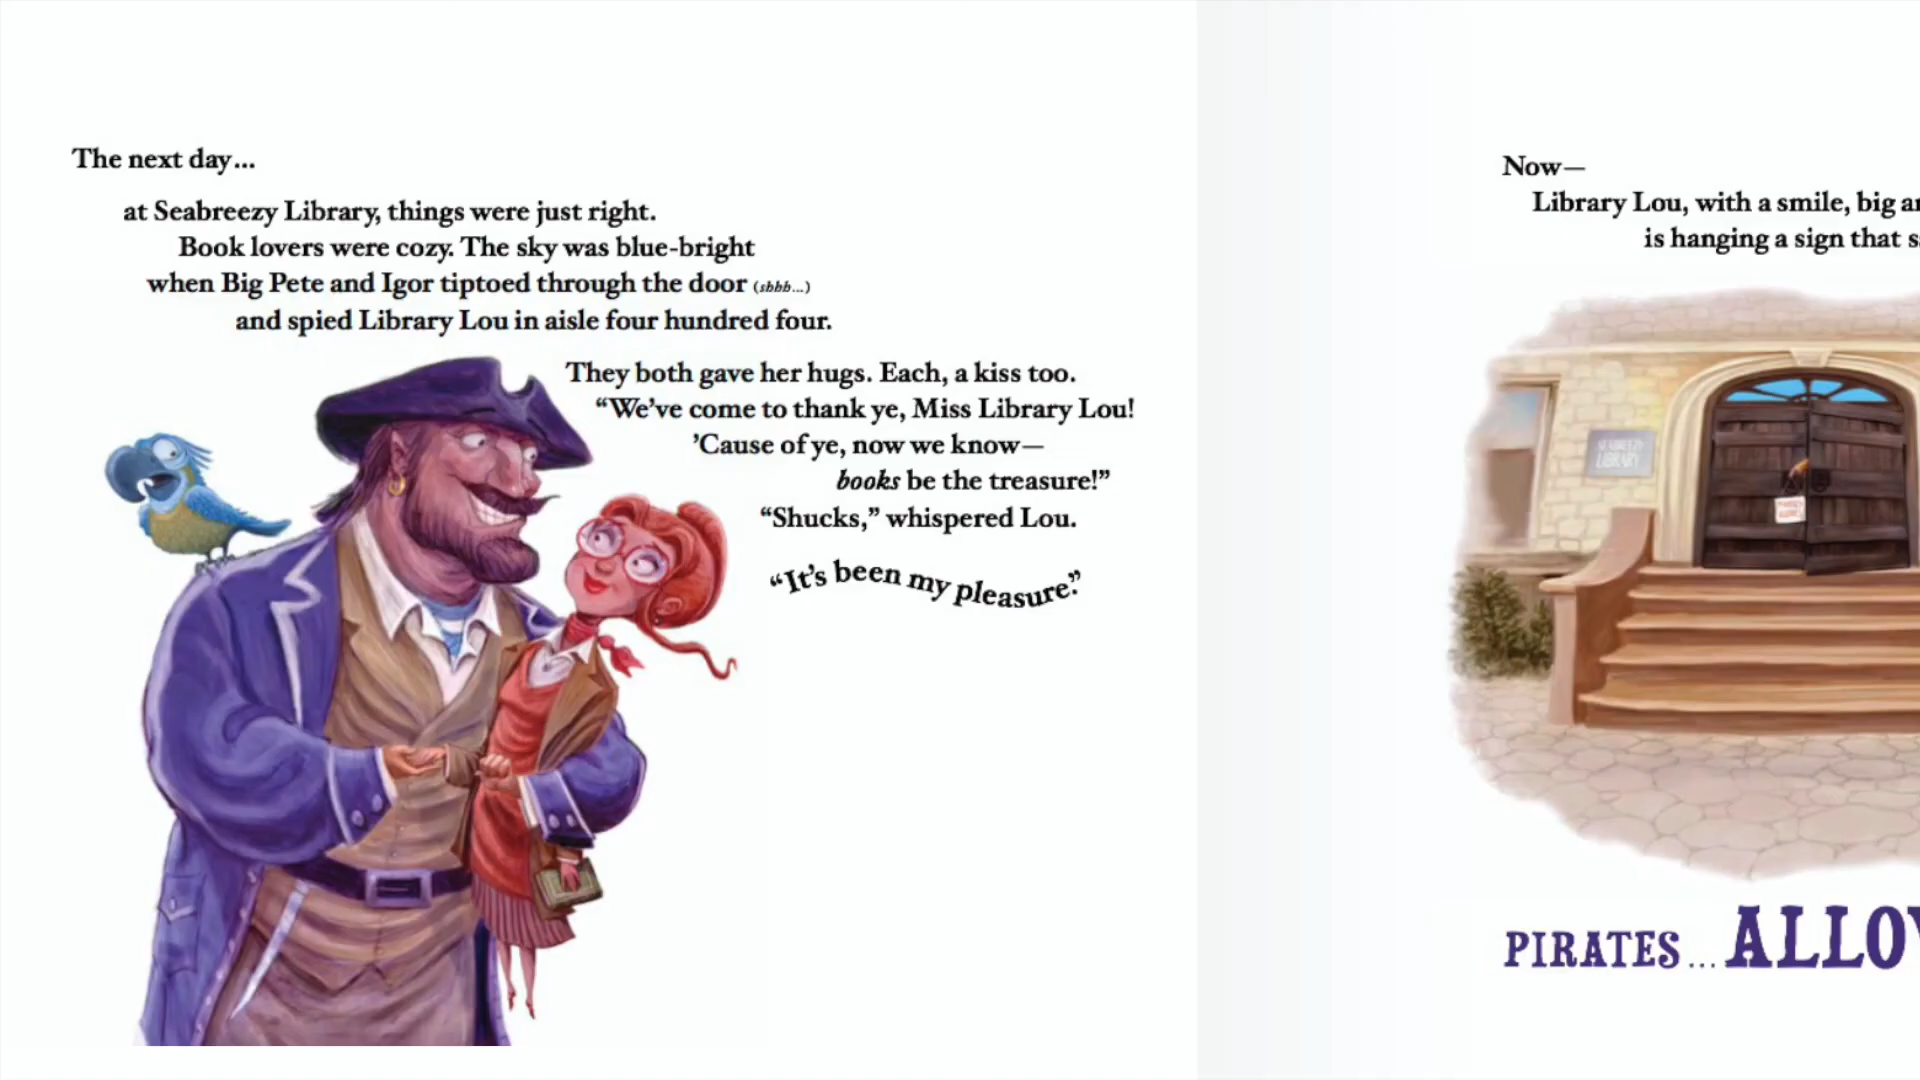 The next day...
at Seabreezy Library, things were just right.
Book lovers were cozy. The sky was blue-bright
when Big Pete and Igor tiptoed through the door (shhh...)
and spied Library Lou in aisle four hundred four.
They both gave her hugs. Each, a kiss too.
“We’ve come to thank ye, Miss Library Lou!
’Cause of ye, now we know—
books be the treasure!”
“Shucks,” whispered Lou.
“It’s been my pleasure.”
Now—
Library Lou, with a smile, big
is hanging a sign that
SEABREEZY
LIBRARY
PIRATES...